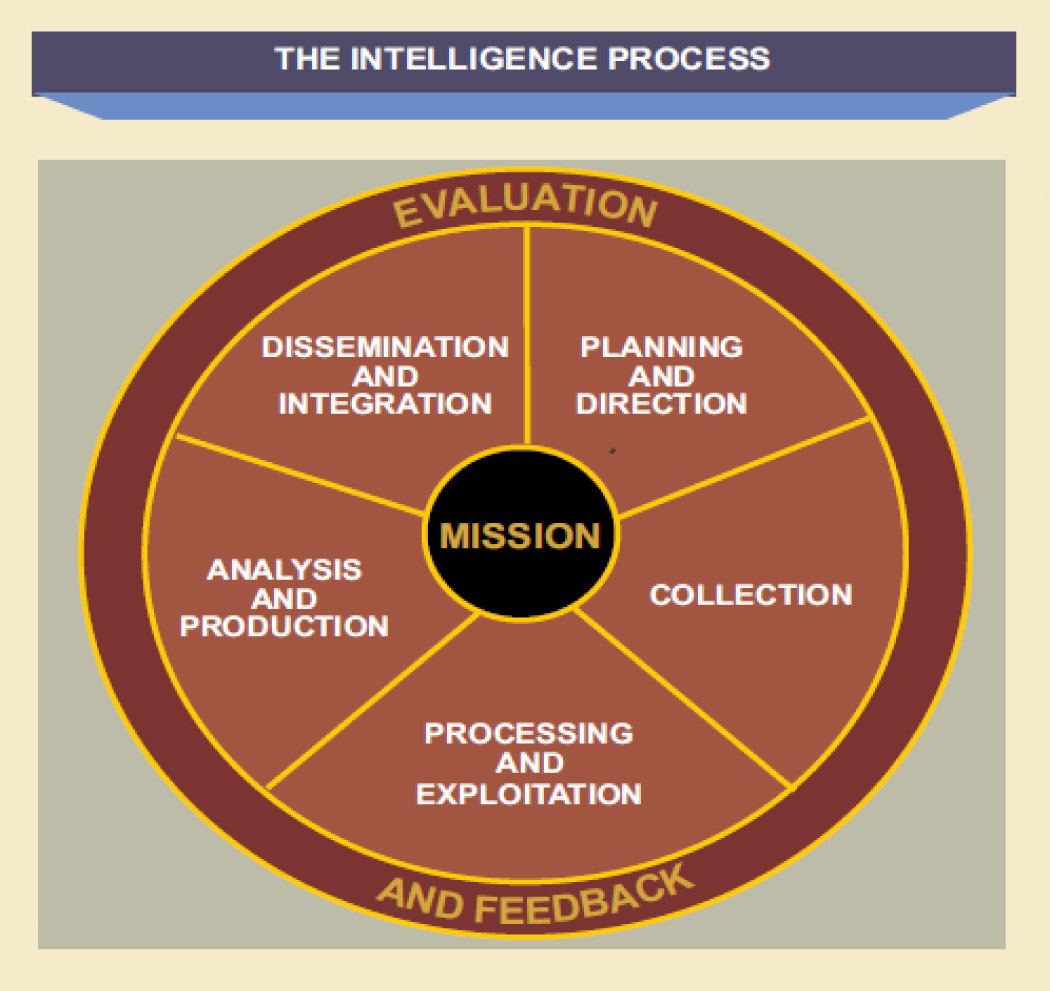 THE INTELLIGENCE PROCESS
EVALUATION
DISSEMINATION
AND
INTEGRATION
PLANNING
AND
DIRECTION
MISSION
ANALYSIS
AND
PRODUCTION
COLLECTION
PROCESSING
AND
EXPLOITATION
AND FEEDBACK